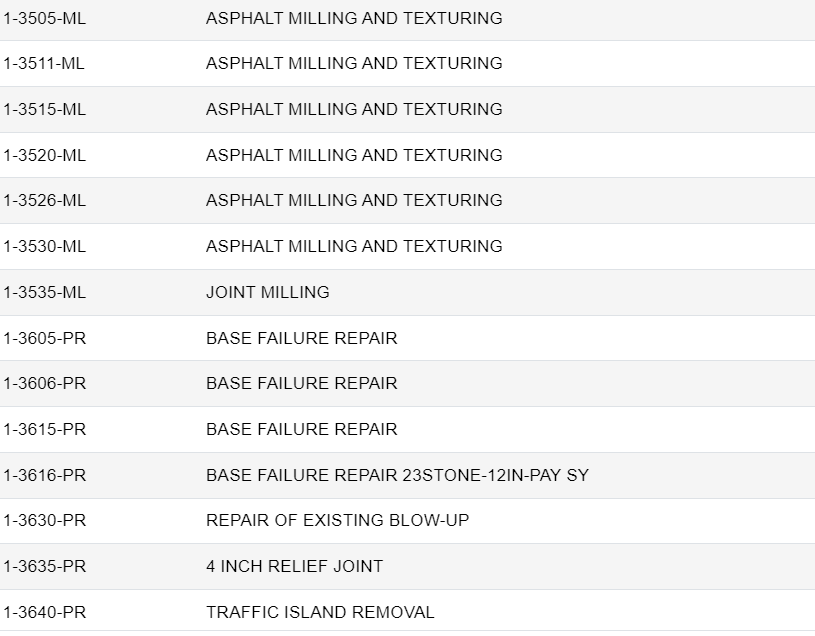 1-3505-ML ASPHALT MILLING AND TEXTURING
1-3511-ML ASPHALT MILLING AND TEXTURING
1-3515-ML ASPHALT MILLING AND TEXTURING
1-3520-ML ASPHALT MILLING AND TEXTURING
1-3526-ML ASPHALT MILLING AND TEXTURING
1-3530-ML ASPHALT MILLING AND TEXTURING
1-3535-ML JOINT MILLING
1-3605-PR BASE FAILURE REPAIR
1-3606-PR BASE FAILURE REPAIR
1-3615-PR BASE FAILURE REPAIR
1-3616-PR BASE FAILURE REPAIR 23STONE-12IN-PAY SY
1-3630-PR REPAIR OF EXISTING BLOW-UP
1-3635-PR 4 INCH RELIEF JOINT
1-3640-PR TRAFFIC ISLAND REMOVAL